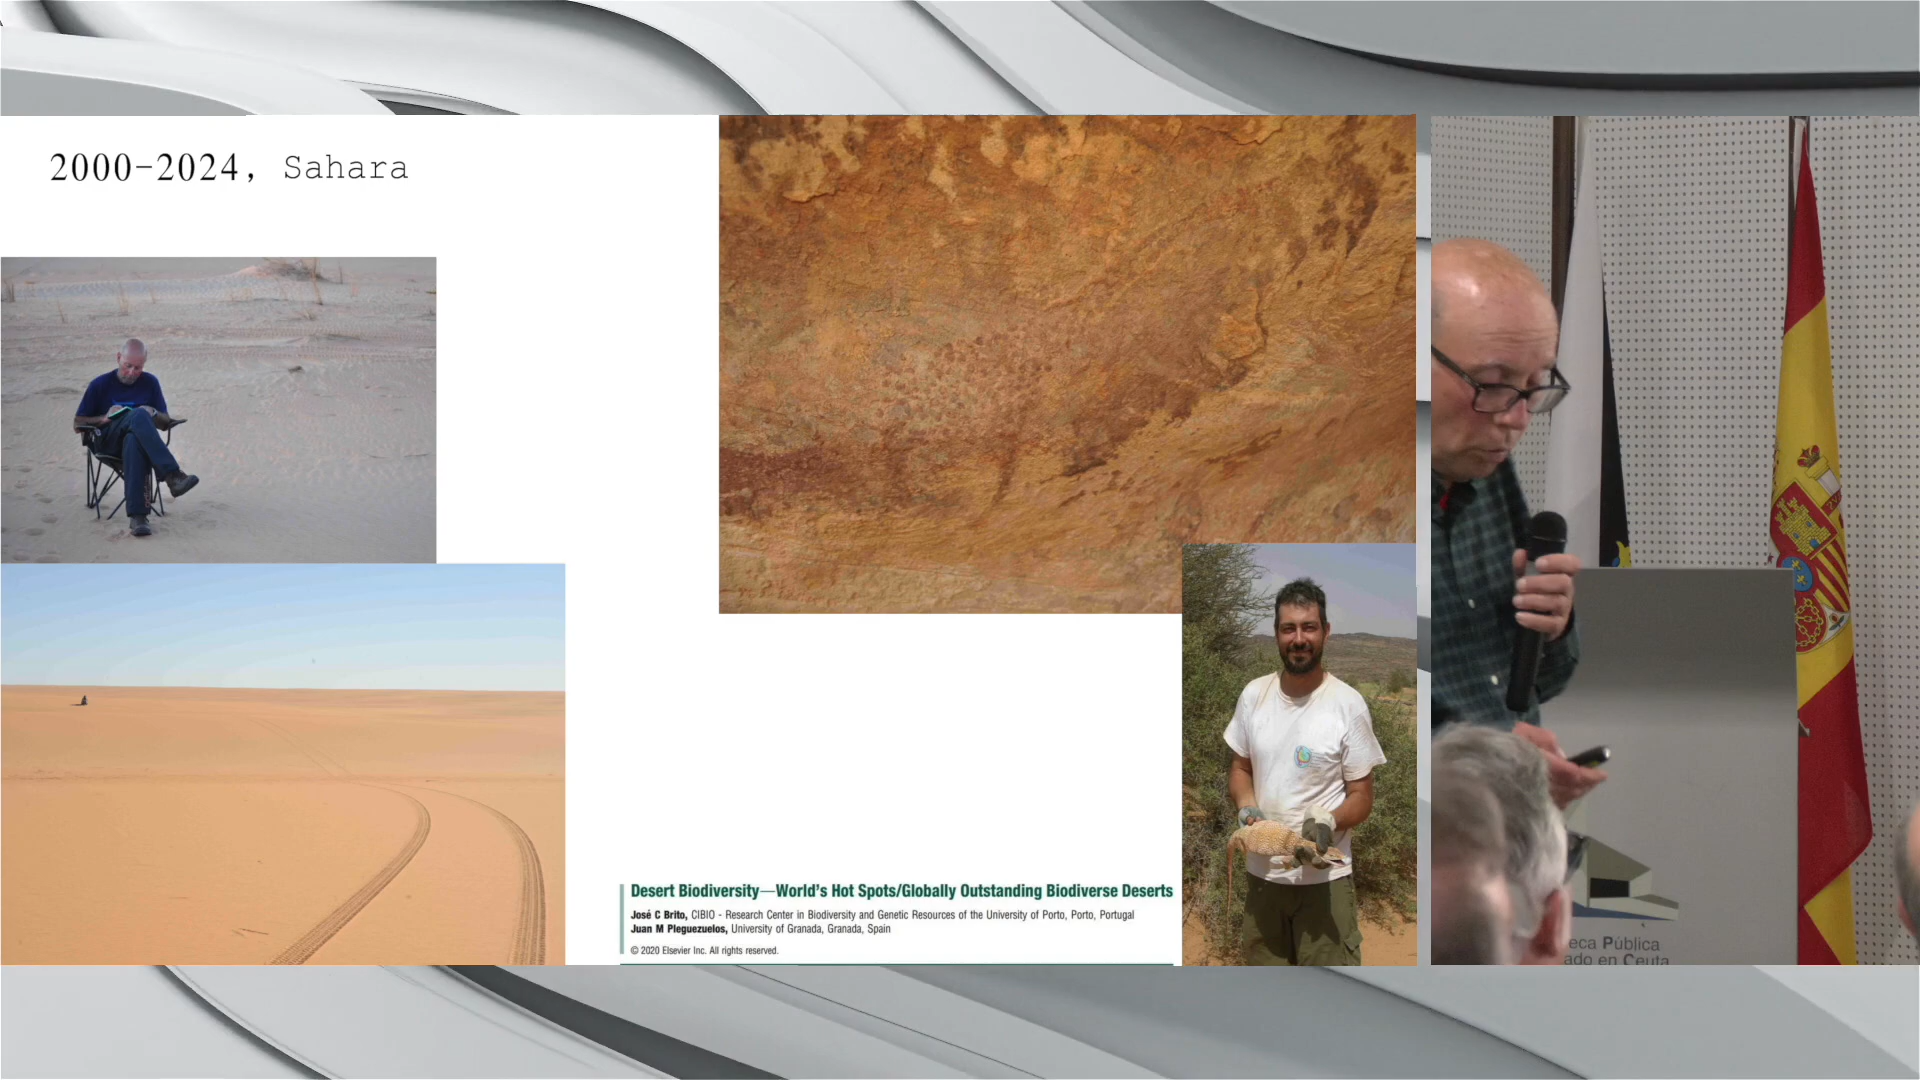 2000-2024, Sahara
Desert Biodiversity—World's Hot Spots/Globally Outstanding Biodiverse Deserts
José C Brito, CIBIO - Research Center in Biodiversity and Genetic Resources of the University of Porto, Porto, Portugal
Juan M Pleguezuelos, University of Granada, Granada, Spain
© 2020 Elsevier Inc. All rights reserved.
eca Pública
ado en Ceuta